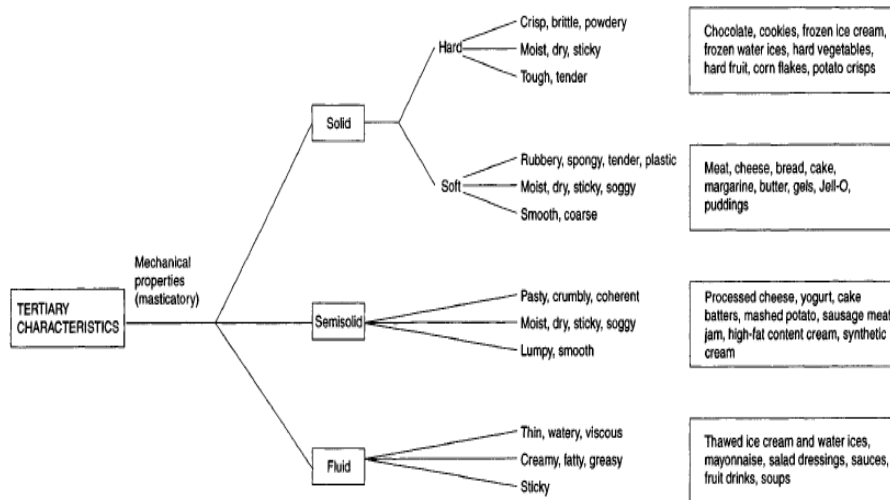 Crisp, brittle, powdery
Hard
Moist, dry, sticky
Tough, tender
Chocolate, cookies, frozen ice cream,
frozen water ices, hard vegetables,
hard fruit, corn flakes, potato crisps
Solid
Rubbery, spongy, tender, plastic
Soft
Moist, dry, sticky, soggy
Smooth, coarse
Meat, cheese, bread, cake,
margarine, butter, gels, Jell-O,
puddings
Mechanical
properties
(masticatory)
TERTIARY
CHARACTERISTICS
Semisolid
Pasty, crumbly, coherent
Moist, dry, sticky, soggy
Lumpy, smooth
Processed cheese, yogurt, cake
batters, mashed potato, sausage meat
jam, high-fat content cream, synthetic
cream
Fluid
Thin, watery, viscous
Creamy, fatty, greasy
Sticky
Thawed ice cream and water ices,
mayonnaise, salad dressings, sauces,
fruit drinks, soups